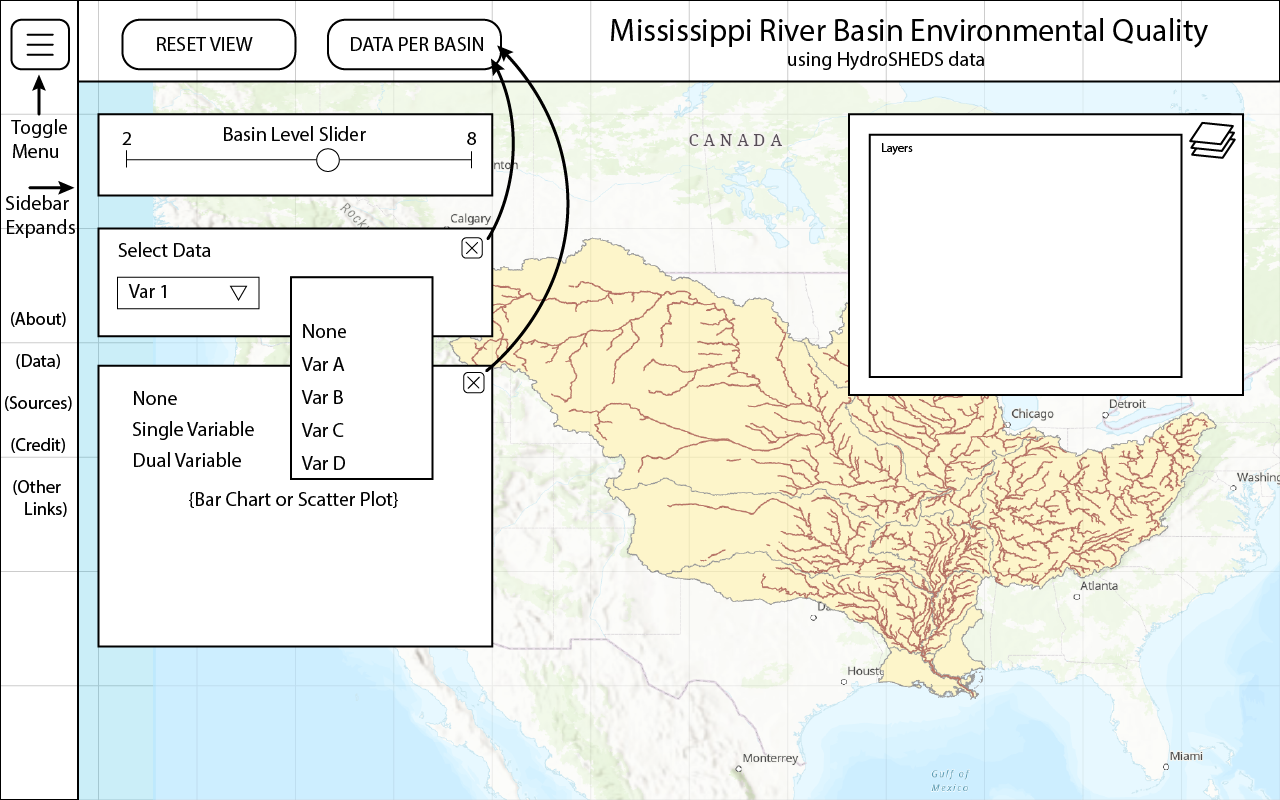 RESET VIEW
DATA PER BASIN
Mississippi River Basin Environmental Quality
using HydroSHEDS data
Toggle
Menu
Sidebar
Expands
(About)
(Data)
(Sources)
(Credit)
(Other
Links)
2
Basin Level Slider
8
Select Data
Var 1
None
Var A
Var B
Var C
Var D
None
Single Variable
Dual Variable
{Bar Chart or Scatter Plot}
Layers
CANADA
Calgary
Chicago
Detroit
Atlanta
Monterrey
Miami
Gulf of
Mexico